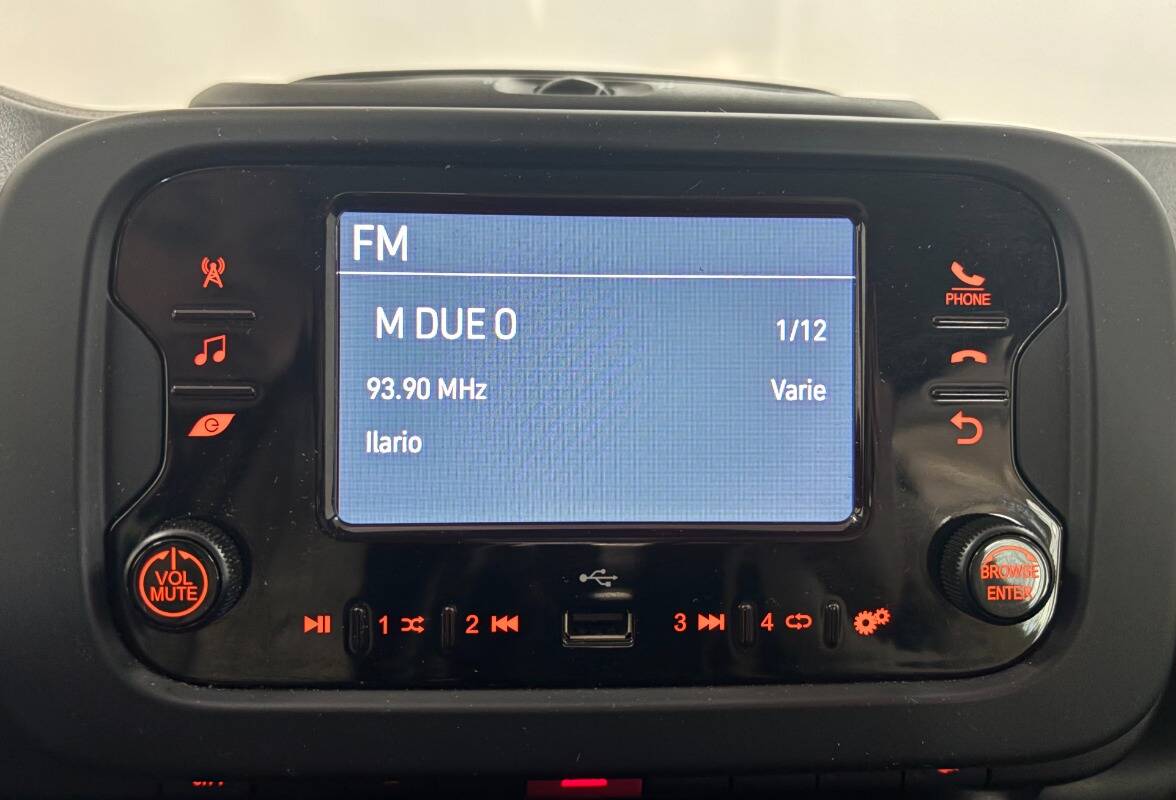 FM
M DUE O
1/12
93.90 MHz
Varie
Ilario
PHONE
VOL
MUTE
BROWSE
ENTER
1
2
3
4